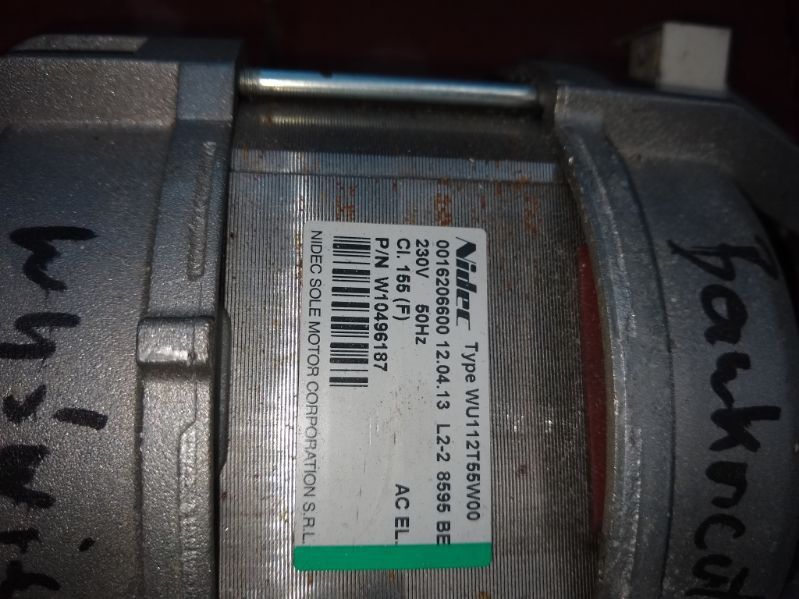 Nidec Type WU112T55W00
0016206600 12.04.13 L2-2 8595 BE
230V 50Hz
Cl. 155 (F) AC EL.
P/N W10496187
NIDEC SOLE MOTOR CORPORATION S.R.L.